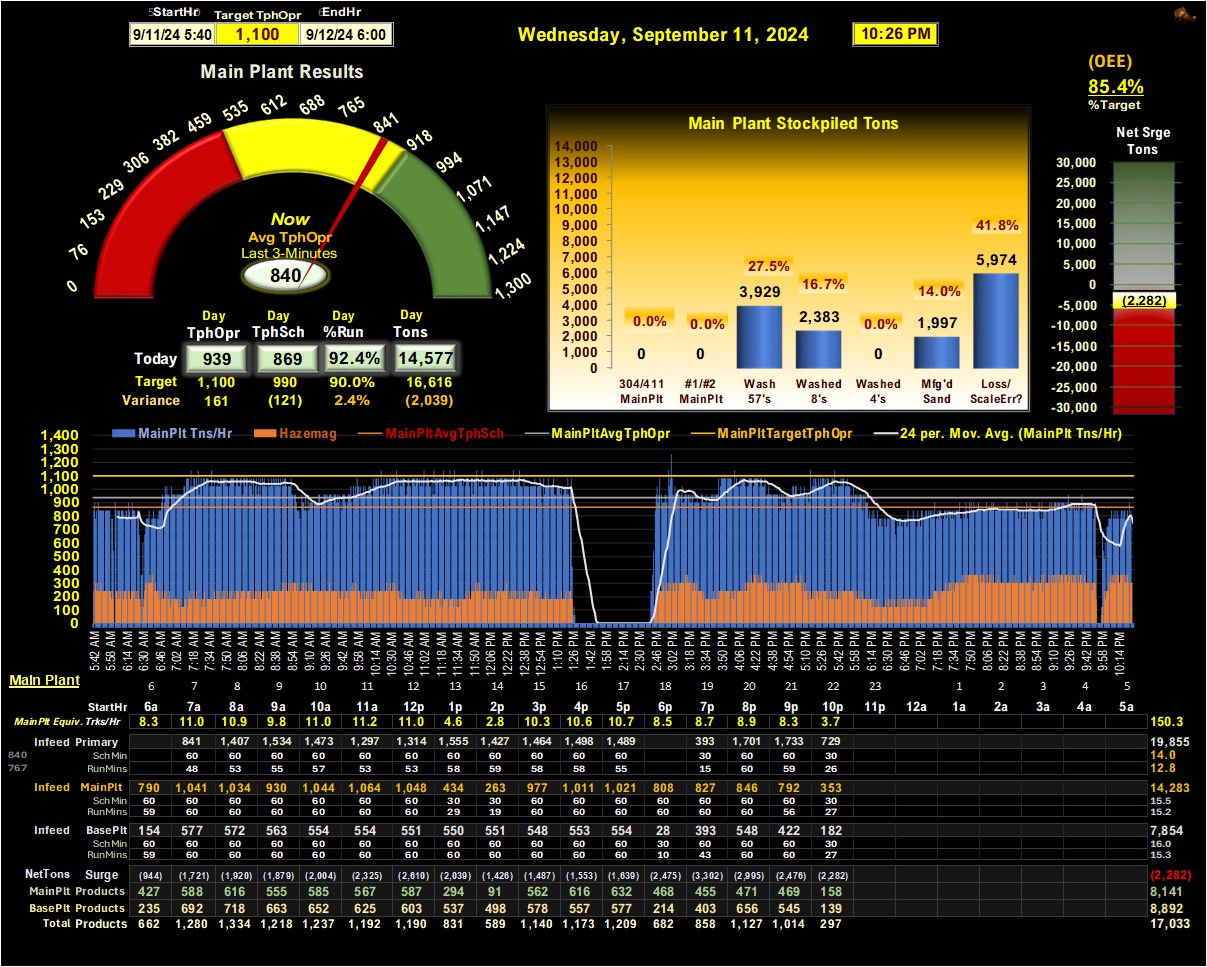 StartHr Target TphOpr EndHr
9/11/24 5:40 1,100 9/12/24 6:00
Wednesday, September 11, 2024 10:26 PM
(OEE)
85.4%
%Target
Main Plant Results
0 76 153 229 306 382 459 535 612 688 765 841 918 994 1,071 1,147 1,224 1,300
Now
Avg TphOpr
Last 3-Minutes
840
Day Day Day Day
TphOpr TphSch %Run Tons
Today 939 869 92.4% 14,577
Target 1,100 990 90.0% 16,616
Variance 161 (121) 2.4% (2,039)
Main Plant Stockpiled Tons
14,000
13,000
12,000
11,000
10,000
9,000
8,000
7,000
6,000
5,000
4,000
3,000
2,000
1,000
0
0.0% 0.0% 27.5% 16.7% 0.0% 14.0% 41.8%
0 0 3,929 2,383 0 1,997 5,974
304/411 #1/#2 Wash Washed Washed Mfg'd Loss/
MainPlt MainPlt 57's 8's 4's Sand ScaleErr?
Net Srge
Tons
30,000
25,000
20,000
15,000
10,000
5,000
0
-5,000
-10,000
-15,000
-20,000
-25,000
-30,000
(2,282)
MainPlt Tns/Hr Hazemag MainPltAvgTphSch MainPltAvgTphOpr MainPltTargetTphOpr 24 per. Mov. Avg. (MainPlt Tns/Hr)
1,400
1,300
1,200
1,100
1,000
900
800
700
600
500
400
300
200
100
0
5:42 AM 5:58 AM 6:14 AM 6:30 AM 6:46 AM 7:02 AM 7:18 AM 7:34 AM 7:50 AM 8:06 AM 8:22 AM 8:38 AM 8:54 AM 9:10 AM 9:26 AM 9:42 AM 9:58 AM 10:14 AM 10:30 AM 10:46 AM 11:02 AM 11:18 AM 11:34 AM 11:50 AM 12:06 PM 12:22 PM 12:38 PM 12:54 PM 1:10 PM 1:26 PM 1:42 PM 1:58 PM 2:14 PM 2:30 PM 2:46 PM 3:02 PM 3:18 PM 3:34 PM 3:50 PM 4:06 PM 4:22 PM 4:38 PM 4:54 PM 5:10 PM 5:26 PM 5:42 PM 5:58 PM 6:14 PM 6:30 PM 6:46 PM 7:02 PM 7:18 PM 7:34 PM 7:50 PM 8:06 PM 8:22 PM 8:38 PM 8:54 PM 9:10 PM 9:26 PM 9:42 PM 9:58 PM 10:14 PM
Main Plant
6 7 8 9 10 11 12 13 14 15 16 17 18 19 20 21 22 23 1 2 3 4 5
StartHr 6a 7a 8a 9a 10a 11a 12p 1p 2p 3p 4p 5p 6p 7p 8p 9p 10p 11p 12a 1a 2a 3a 4a 5a
MainPlt Equiv. Trks/Hr 8.3 11.0 10.9 9.8 11.0 11.2 11.0 4.6 2.8 10.3 10.6 10.7 8.5 8.7 8.9 8.3 3.7 150.3
Infeed Primary 841 1,407 1,534 1,473 1,297 1,314 1,555 1,427 1,464 1,498 1,489 393 1,701 1,733 729 19,855
840 Sch Min 60 60 60 60 60 60 60 60 60 60 60 30 60 60 30 14.0
767 RunMins 48 53 55 57 53 53 58 59 58 58 55 15 60 59 26 12.8
Infeed MainPlt 790 1,041 1,034 930 1,044 1,064 1,048 434 263 977 1,011 1,021 808 827 846 792 353 14,283
Sch Min 60 60 60 60 60 60 60 30 30 60 60 60 60 60 60 60 30 15.5
RunMins 59 60 60 60 60 60 60 29 19 60 60 60 60 60 60 56 27 15.2
Infeed BasePlt 154 577 572 563 554 554 551 550 551 548 553 554 28 393 548 422 182 7,854
Sch Min 60 60 60 60 60 60 60 60 60 60 60 60 30 60 60 60 30 16.0
RunMins 59 60 60 60 60 60 60 60 60 60 60 60 10 43 60 60 27 15.3
NetTons Surge (944) (1,721) (1,920) (1,879) (2,004) (2,325) (2,610) (2,039) (1,426) (1,487) (1,553) (1,639) (2,475) (3,302) (2,995) (2,476) (2,282) (2,282)
MainPlt Products 427 588 616 555 585 567 587 294 91 562 616 632 468 455 471 469 158 8,141
BasePlt Products 235 692 718 663 652 625 603 537 498 578 557 577 214 403 656 545 139 8,892
Total Products 662 1,280 1,334 1,218 1,237 1,192 1,190 831 589 1,140 1,173 1,209 682 858 1,127 1,014 297 17,033